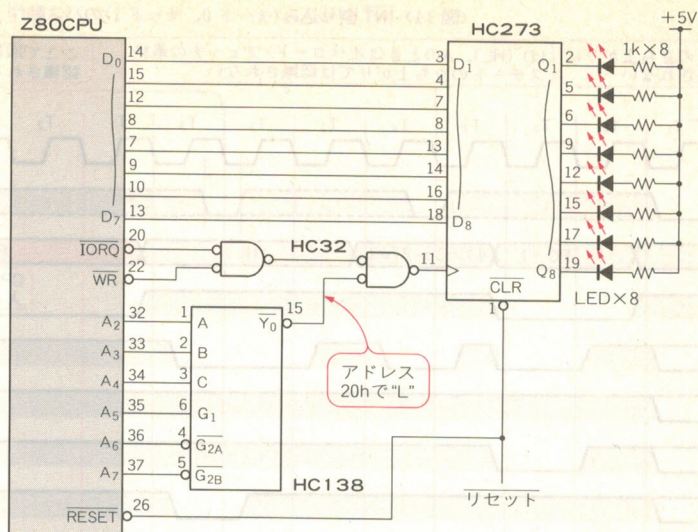 Z80CPU
HC273
+5V
D0
14
3
D1
Q1
2
1k×8
15
4
5
12
7
6
8
8
9
7
13
12
9
14
15
10
16
17
D7
13
18
D8
Q8
19
LED×8
IORQ
20
HC32
11
WR
22
CLR
1
A2
32
1
A
Y0
15
A3
33
2
B
A4
34
3
C
A5
35
6
G1
A6
36
4
G2A
A7
37
5
G2B
HC138
アドレス
20hで"L"
RESET
26
リセット